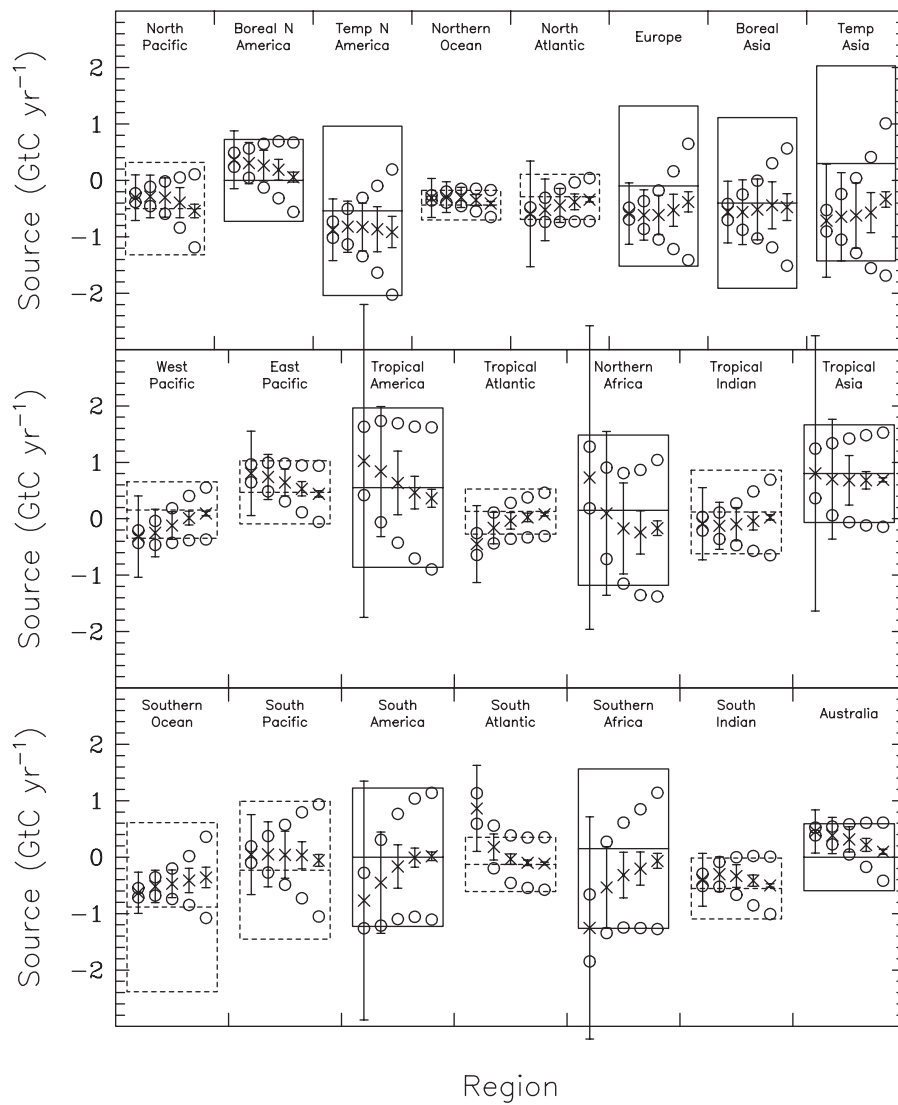 North Pacific
Boreal N America
Temp N America
Northern Ocean
North Atlantic
Europe
Boreal Asia
Temp Asia
Source (GtC yr⁻¹)
2
1
0
−1
−2
West Pacific
East Pacific
Tropical America
Tropical Atlantic
Northern Africa
Tropical Indian
Tropical Asia
Source (GtC yr⁻¹)
2
1
0
−1
−2
Southern Ocean
South Pacific
South America
South Atlantic
Southern Africa
South Indian
Australia
Source (GtC yr⁻¹)
2
1
0
−1
−2
Region